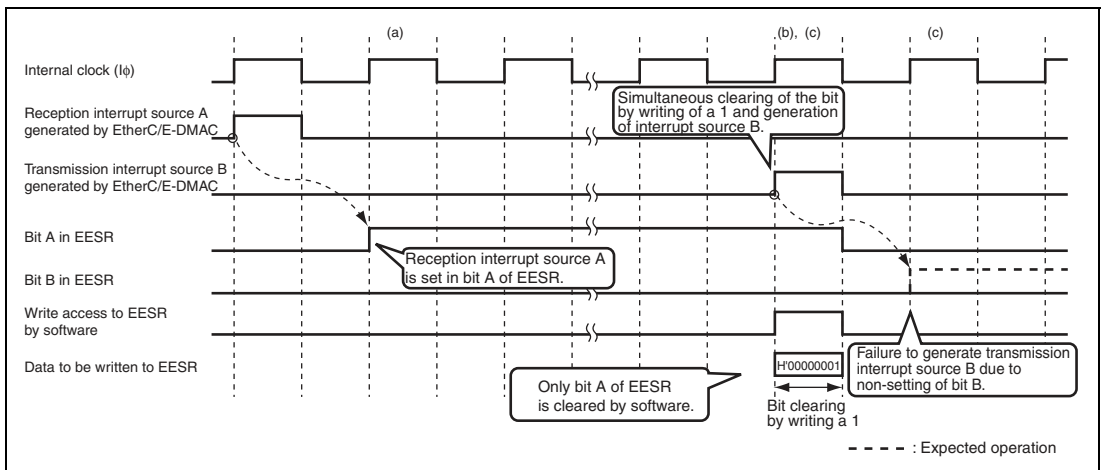 (a)
(b), (c)
(c)
Internal clock (Iϕ)
Simultaneous clearing of the bit
by writing of a 1 and generation
of interrupt source B.
Reception interrupt source A
generated by EtherC/E-DMAC
Transmission interrupt source B
generated by EtherC/E-DMAC
Bit A in EESR
Reception interrupt source A
is set in bit A of EESR.
Bit B in EESR
Write access to EESR
by software
Data to be written to EESR
H'00000001
Only bit A of EESR
is cleared by software.
Bit clearing
by writing a 1
Failure to generate transmission
interrupt source B due to
non-setting of bit B.
: Expected operation